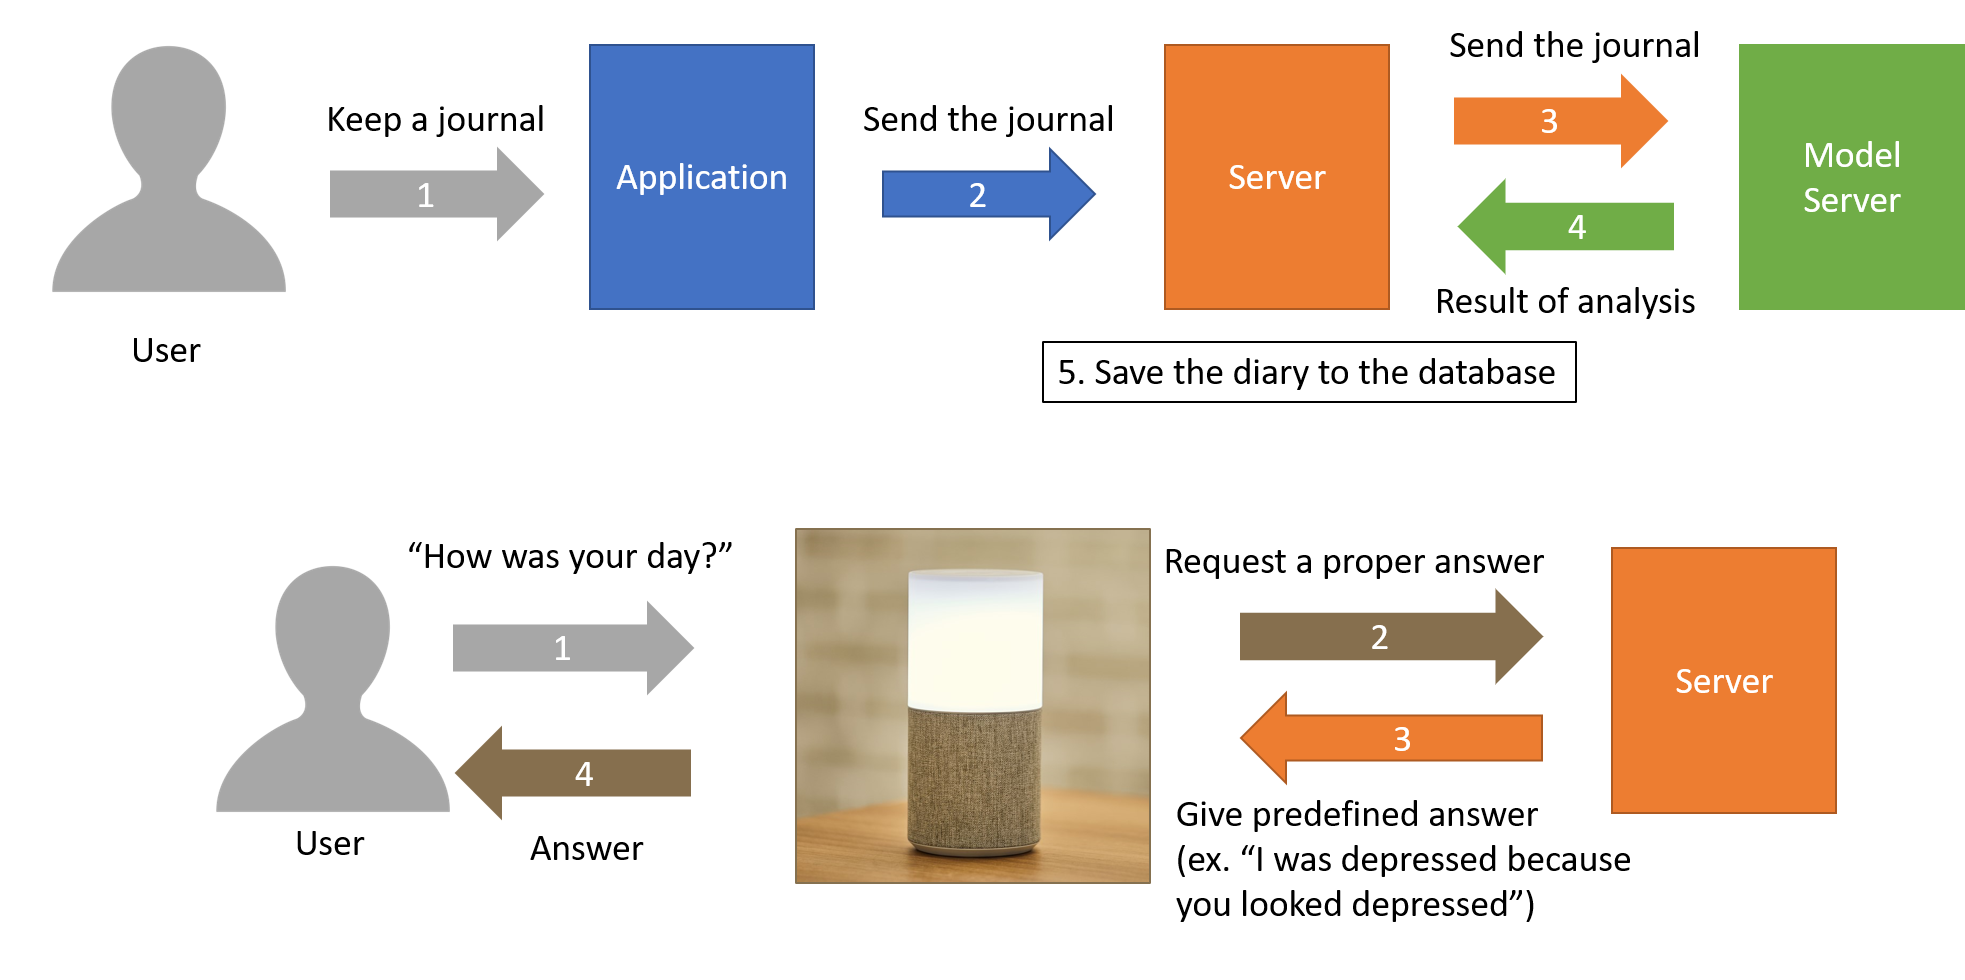 Keep a journal
1
Application
Send the journal
2
Server
Send the journal
3
4
Result of analysis
Model
Server
User
5. Save the diary to the database
“How was your day?”
1
4
Answer
User
Request a proper answer
2
3
Give predefined answer
(ex. “I was depressed because
you looked depressed”)
Server